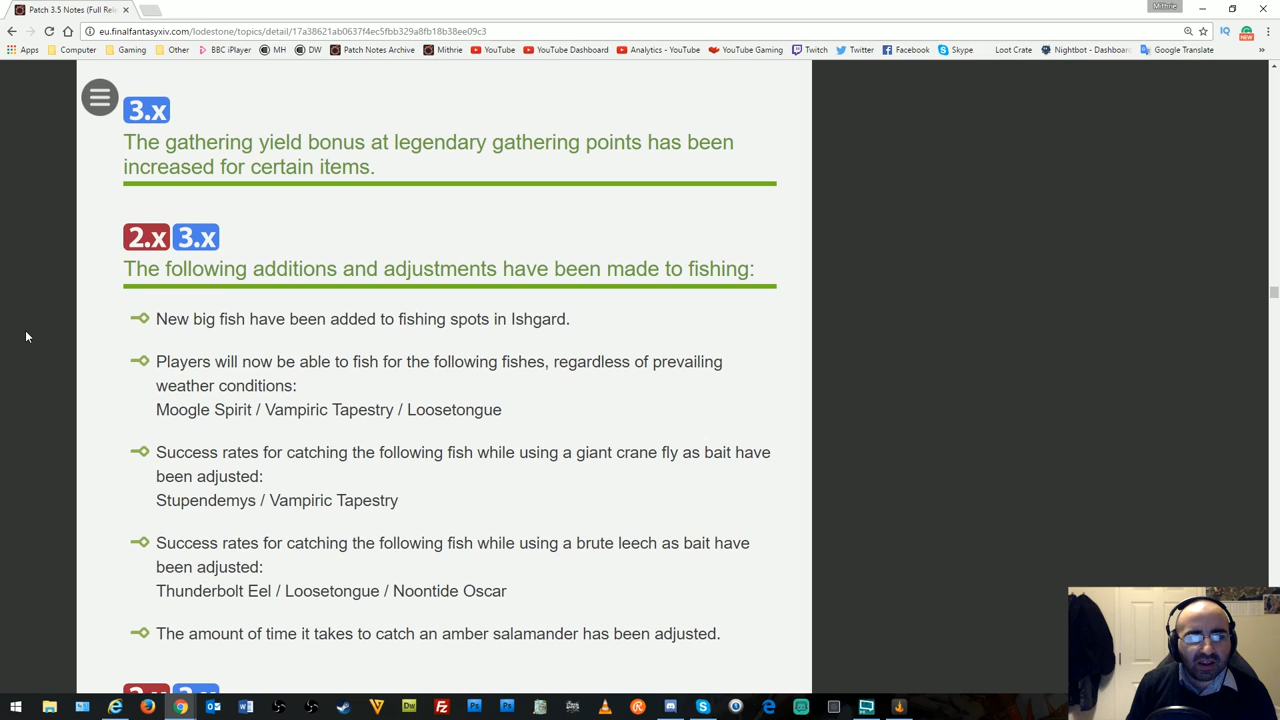 Patch 3.5 Notes (Full Rel
Mithrie
eu.finalfantasyxiv.com/lodestone/topics/detail/17a38621ab0637f4ec5fbb329a8fb18b38ee09c3
Apps Computer Gaming Other BBC iPlayer MH DW Patch Notes Archive Mithrie YouTube YouTube Dashboard Analytics - YouTube YouTube Gaming Twitch Twitter Facebook Skype Loot Crate Nightbot - Dashboard Google Translate »
3.x
The gathering yield bonus at legendary gathering points has been
increased for certain items.
2.x 3.x
The following additions and adjustments have been made to fishing:
New big fish have been added to fishing spots in Ishgard.
Players will now be able to fish for the following fishes, regardless of prevailing
weather conditions:
Moogle Spirit / Vampiric Tapestry / Loosetongue
Success rates for catching the following fish while using a giant crane fly as bait have
been adjusted:
Stupendemys / Vampiric Tapestry
Success rates for catching the following fish while using a brute leech as bait have
been adjusted:
Thunderbolt Eel / Loosetongue / Noontide Oscar
The amount of time it takes to catch an amber salamander has been adjusted.
2.x 3.x